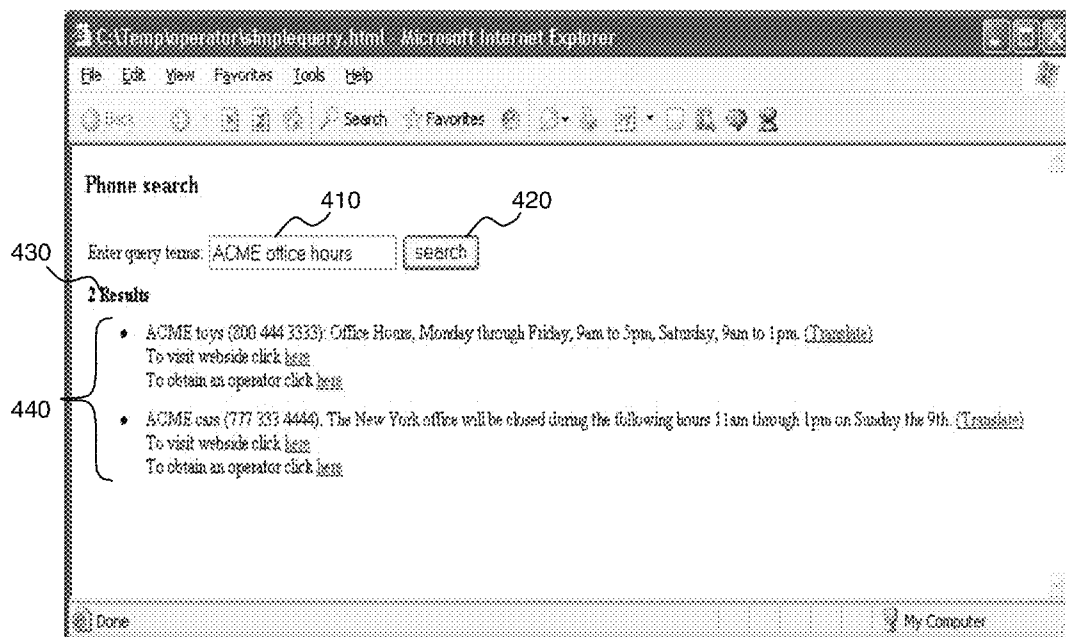 C:\Temp\operator\simplequery.html - Microsoft Internet Explorer
File Edit View Favorites Tools Help
Back Search Favorites
Phone search
410
420
Enter query terms: ACME office hours search
430
2 Results
ACME toys (800 444 3333): Office Hours, Monday through Friday, 9am to 5pm, Saturday, 9am to 1pm. (Translate)
To visit webside click here
To obtain an operator click here
440
ACME cars (777 333 4444). The New York office will be closed during the following hours 11am through 1pm on Sunday the 9th. (Translate)
To visit webside click here
To obtain an operator click here
Done My Computer